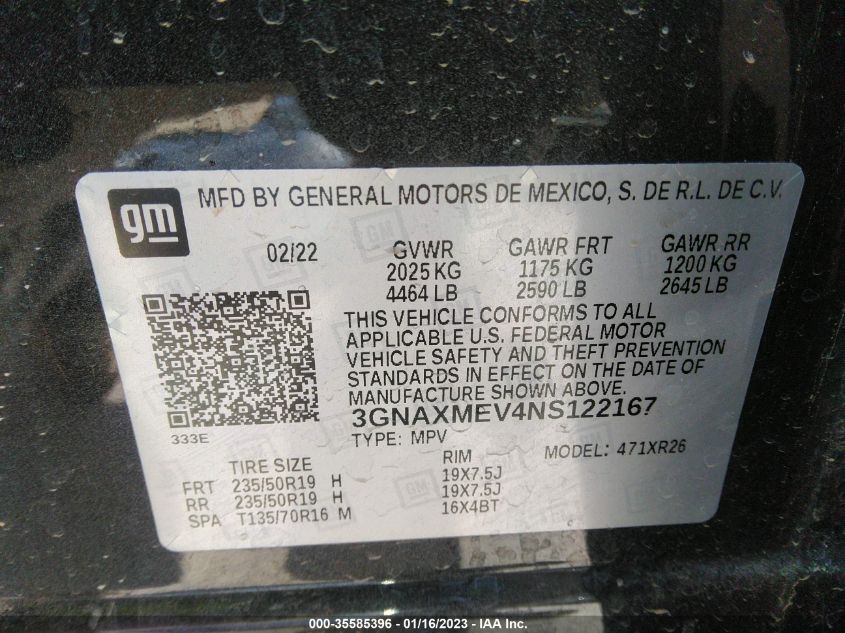 gm
MFD BY GENERAL MOTORS DE MEXICO, S. DE R.L. DE C.V.
02/22 GVWR GAWR FRT GAWR RR
2025 KG 1175 KG 1200 KG
4464 LB 2590 LB 2645 LB
THIS VEHICLE CONFORMS TO ALL
APPLICABLE U.S. FEDERAL MOTOR
VEHICLE SAFETY AND THEFT PREVENTION
STANDARDS IN EFFECT ON THE DATE OF
MANUFACTURE SHOWN ABOVE.
3GNAXMEV4NS122167
333E TYPE: MPV MODEL: 471XR26
TIRE SIZE RIM
FRT 235/50R19 H 19X7.5J
RR 235/50R19 H 19X7.5J
SPA T135/70R16 M 16X4BT
000-35585396 - 01/16/2023 - © IAA Inc.